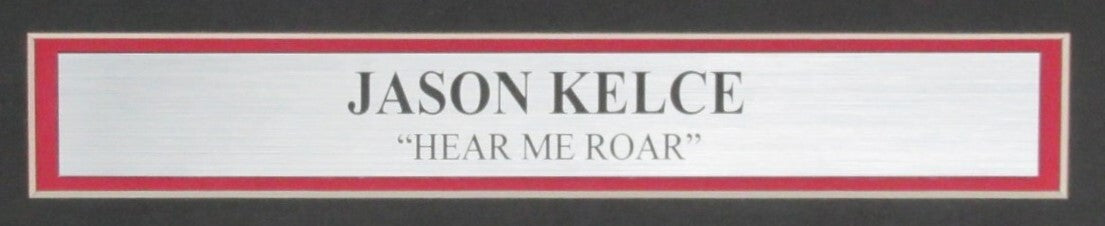 JASON KELCE
“HEAR ME ROAR”